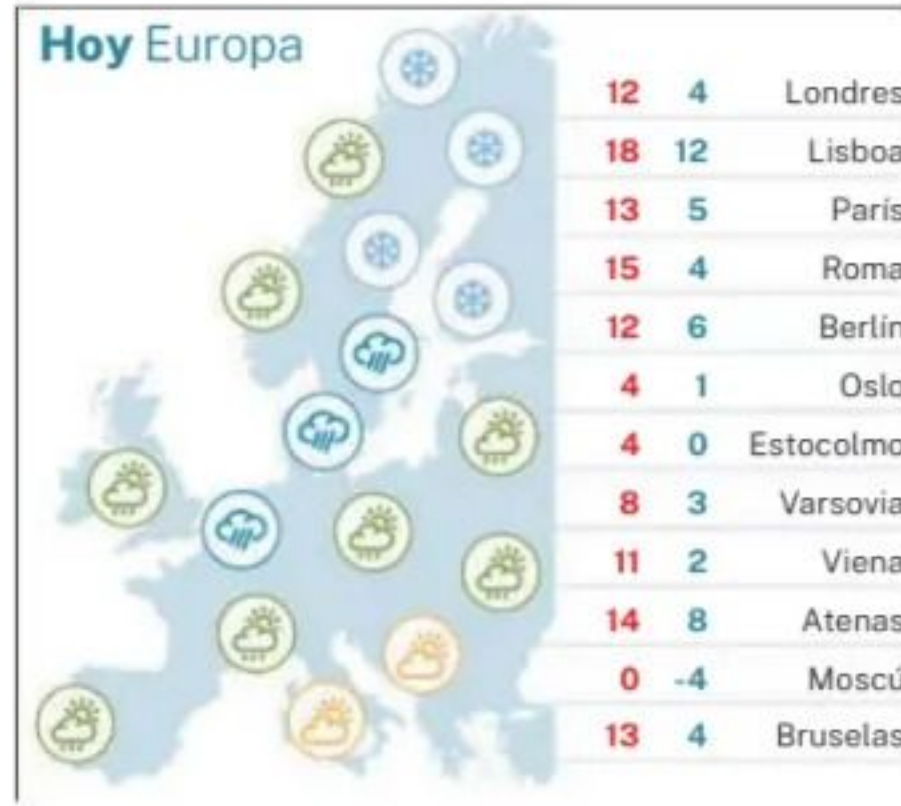 Hoy Europa
12 4 Londres
18 12 Lisboa
13 5 París
15 4 Roma
12 6 Berlín
4 1 Oslo
4 0 Estocolmo
8 3 Varsovia
11 2 Viena
14 8 Atenas
0 -4 Moscú
13 4 Bruselas